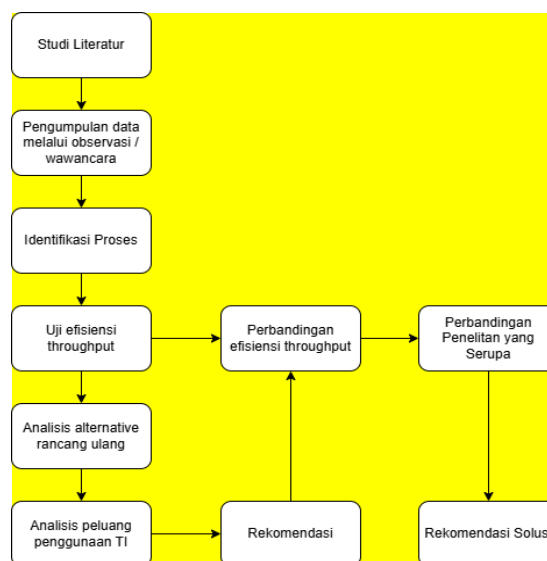 Studi Literatur
Pengumpulan data
melalui observasi /
wawancara
Identifikasi Proses
Uji efisiensi
throughput
Perbandingan
efisiensi throughput
Perbandingan
Penelitan yang
Serupa
Analisis alternative
rancang ulang
Analisis peluang
penggunaan TI
Rekomendasi
Rekomendasi Solus